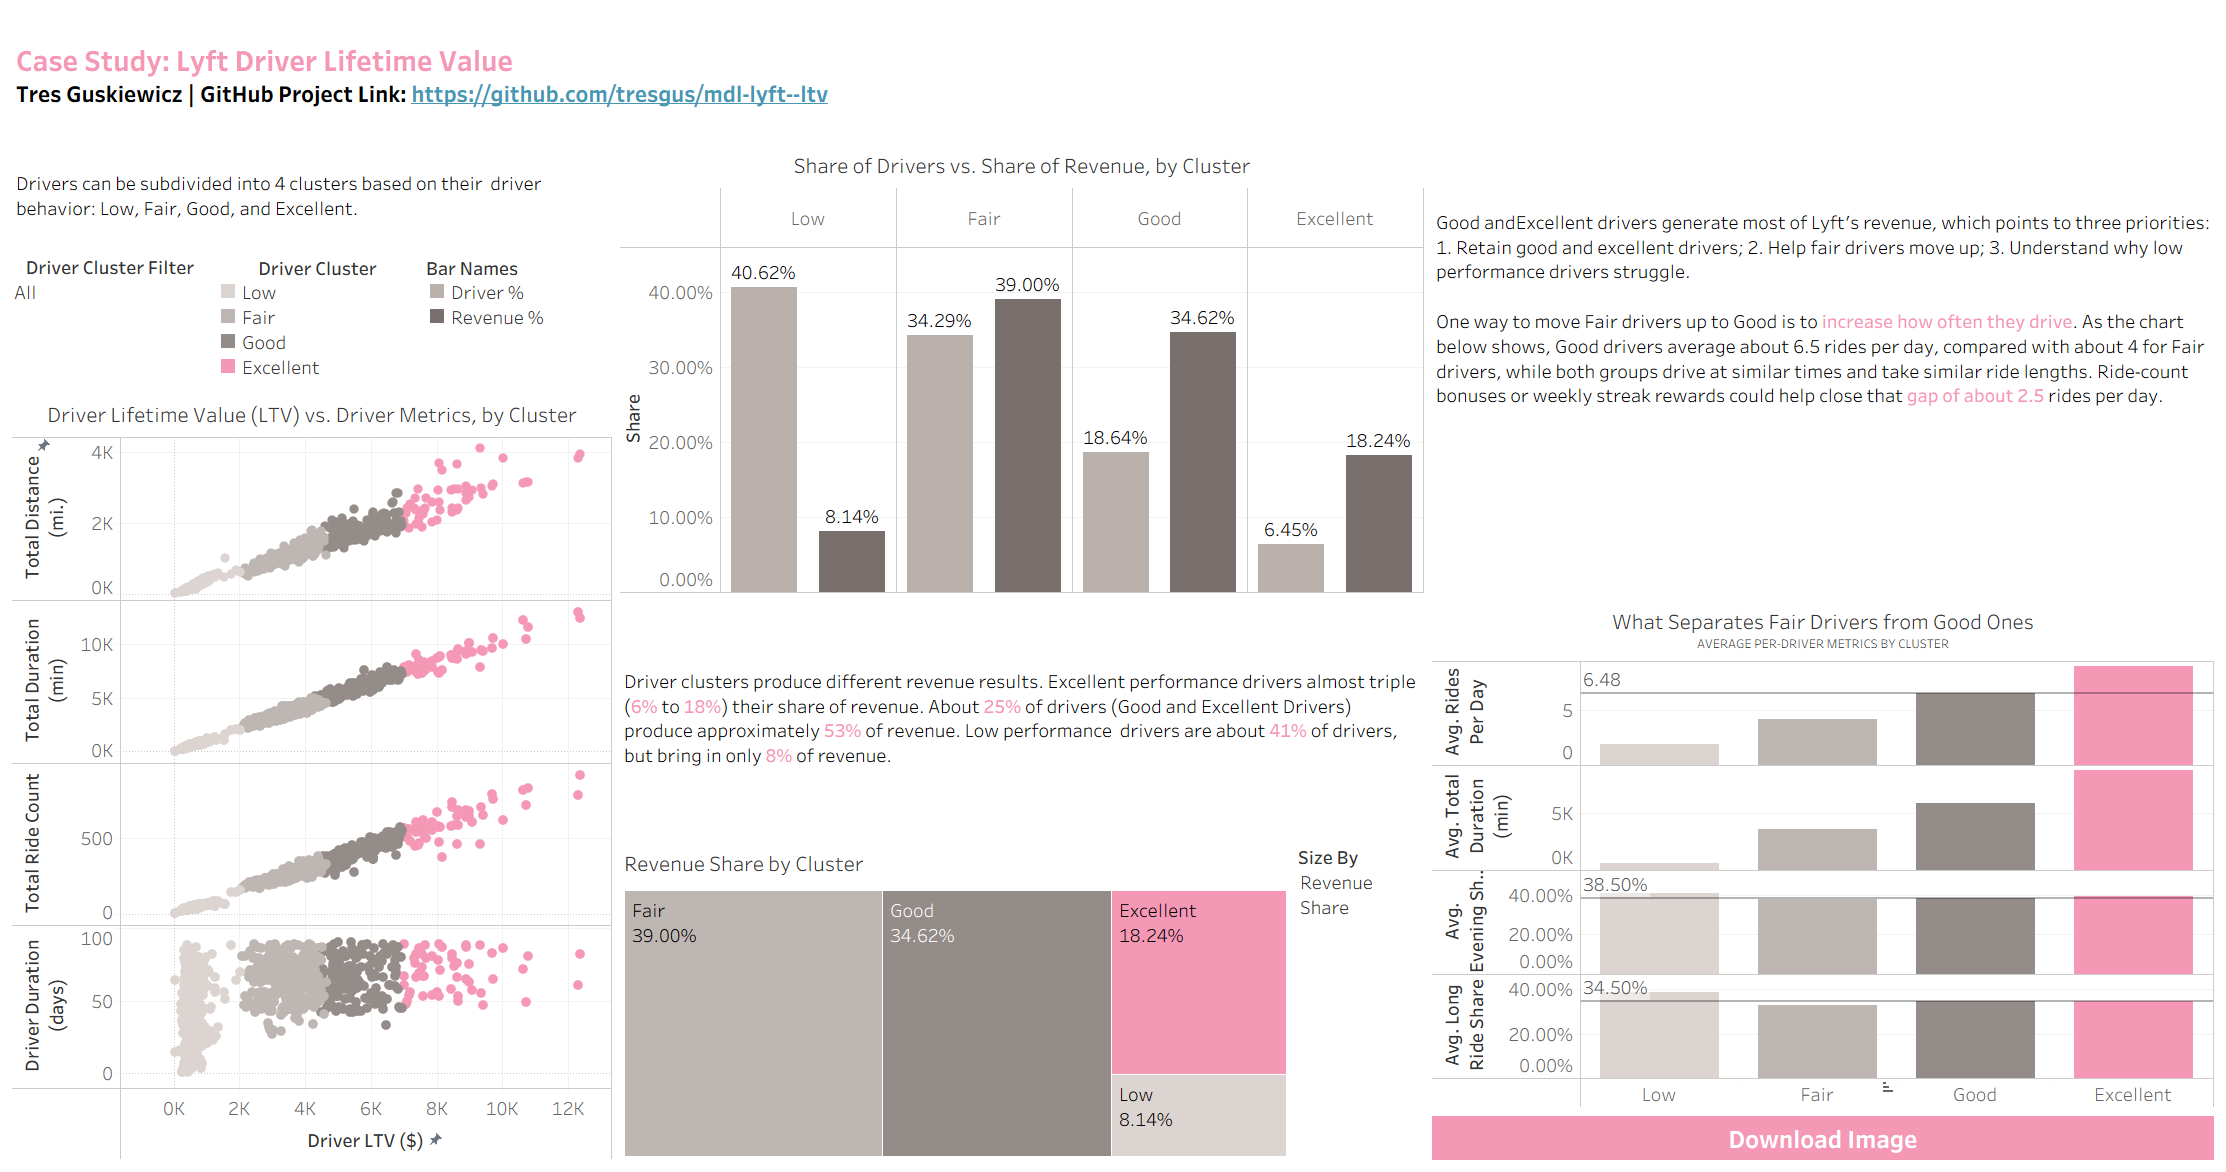 Case Study: Lyft Driver Lifetime Value
Tres Guskiewicz | GitHub Project Link: https://github.com/tresgus/mdl-lyft--ltv
Drivers can be subdivided into 4 clusters based on their  driver
behavior: Low, Fair, Good, and Excellent.
Driver Cluster Filter
All
Driver Cluster
Low
Fair
Good
Excellent
Bar Names
Driver %
Revenue %
Driver Lifetime Value (LTV) vs. Driver Metrics, by Cluster
Total Distance
(mi.)
4K
2K
0K
Total Duration
(min)
10K
5K
0K
Total Ride Count
500
0
Driver Duration
(days)
100
50
0
0K 2K 4K 6K 8K 10K 12K
Driver LTV ($)
Share of Drivers vs. Share of Revenue, by Cluster
Low Fair Good Excellent
Share
40.00%
30.00%
20.00%
10.00%
0.00%
40.62%
8.14%
34.29%
39.00%
18.64%
34.62%
6.45%
18.24%
Driver clusters produce different revenue results. Excellent performance drivers almost triple
(6% to 18%) their share of revenue. About 25% of drivers (Good and Excellent Drivers)
produce approximately 53% of revenue. Low performance  drivers are about 41% of drivers,
but bring in only 8% of revenue.
Revenue Share by Cluster
Fair
39.00%
Good
34.62%
Excellent
18.24%
Low
8.14%
Size By
Revenue
Share
Good andExcellent drivers generate most of Lyft’s revenue, which points to three priorities:
1. Retain good and excellent drivers; 2. Help fair drivers move up; 3. Understand why low
performance drivers struggle.
One way to move Fair drivers up to Good is to increase how often they drive. As the chart
below shows, Good drivers average about 6.5 rides per day, compared with about 4 for Fair
drivers, while both groups drive at similar times and take similar ride lengths. Ride-count
bonuses or weekly streak rewards could help close that gap of about 2.5 rides per day.
What Separates Fair Drivers from Good Ones
AVERAGE PER-DRIVER METRICS BY CLUSTER
Avg. Rides
Per Day
5
0
6.48
Avg. Total
Duration
(min)
5K
0K
Avg.
Evening Sh..
40.00%
20.00%
0.00%
38.50%
Avg. Long
Ride Share
40.00%
20.00%
0.00%
34.50%
Low Fair Good Excellent
Download Image